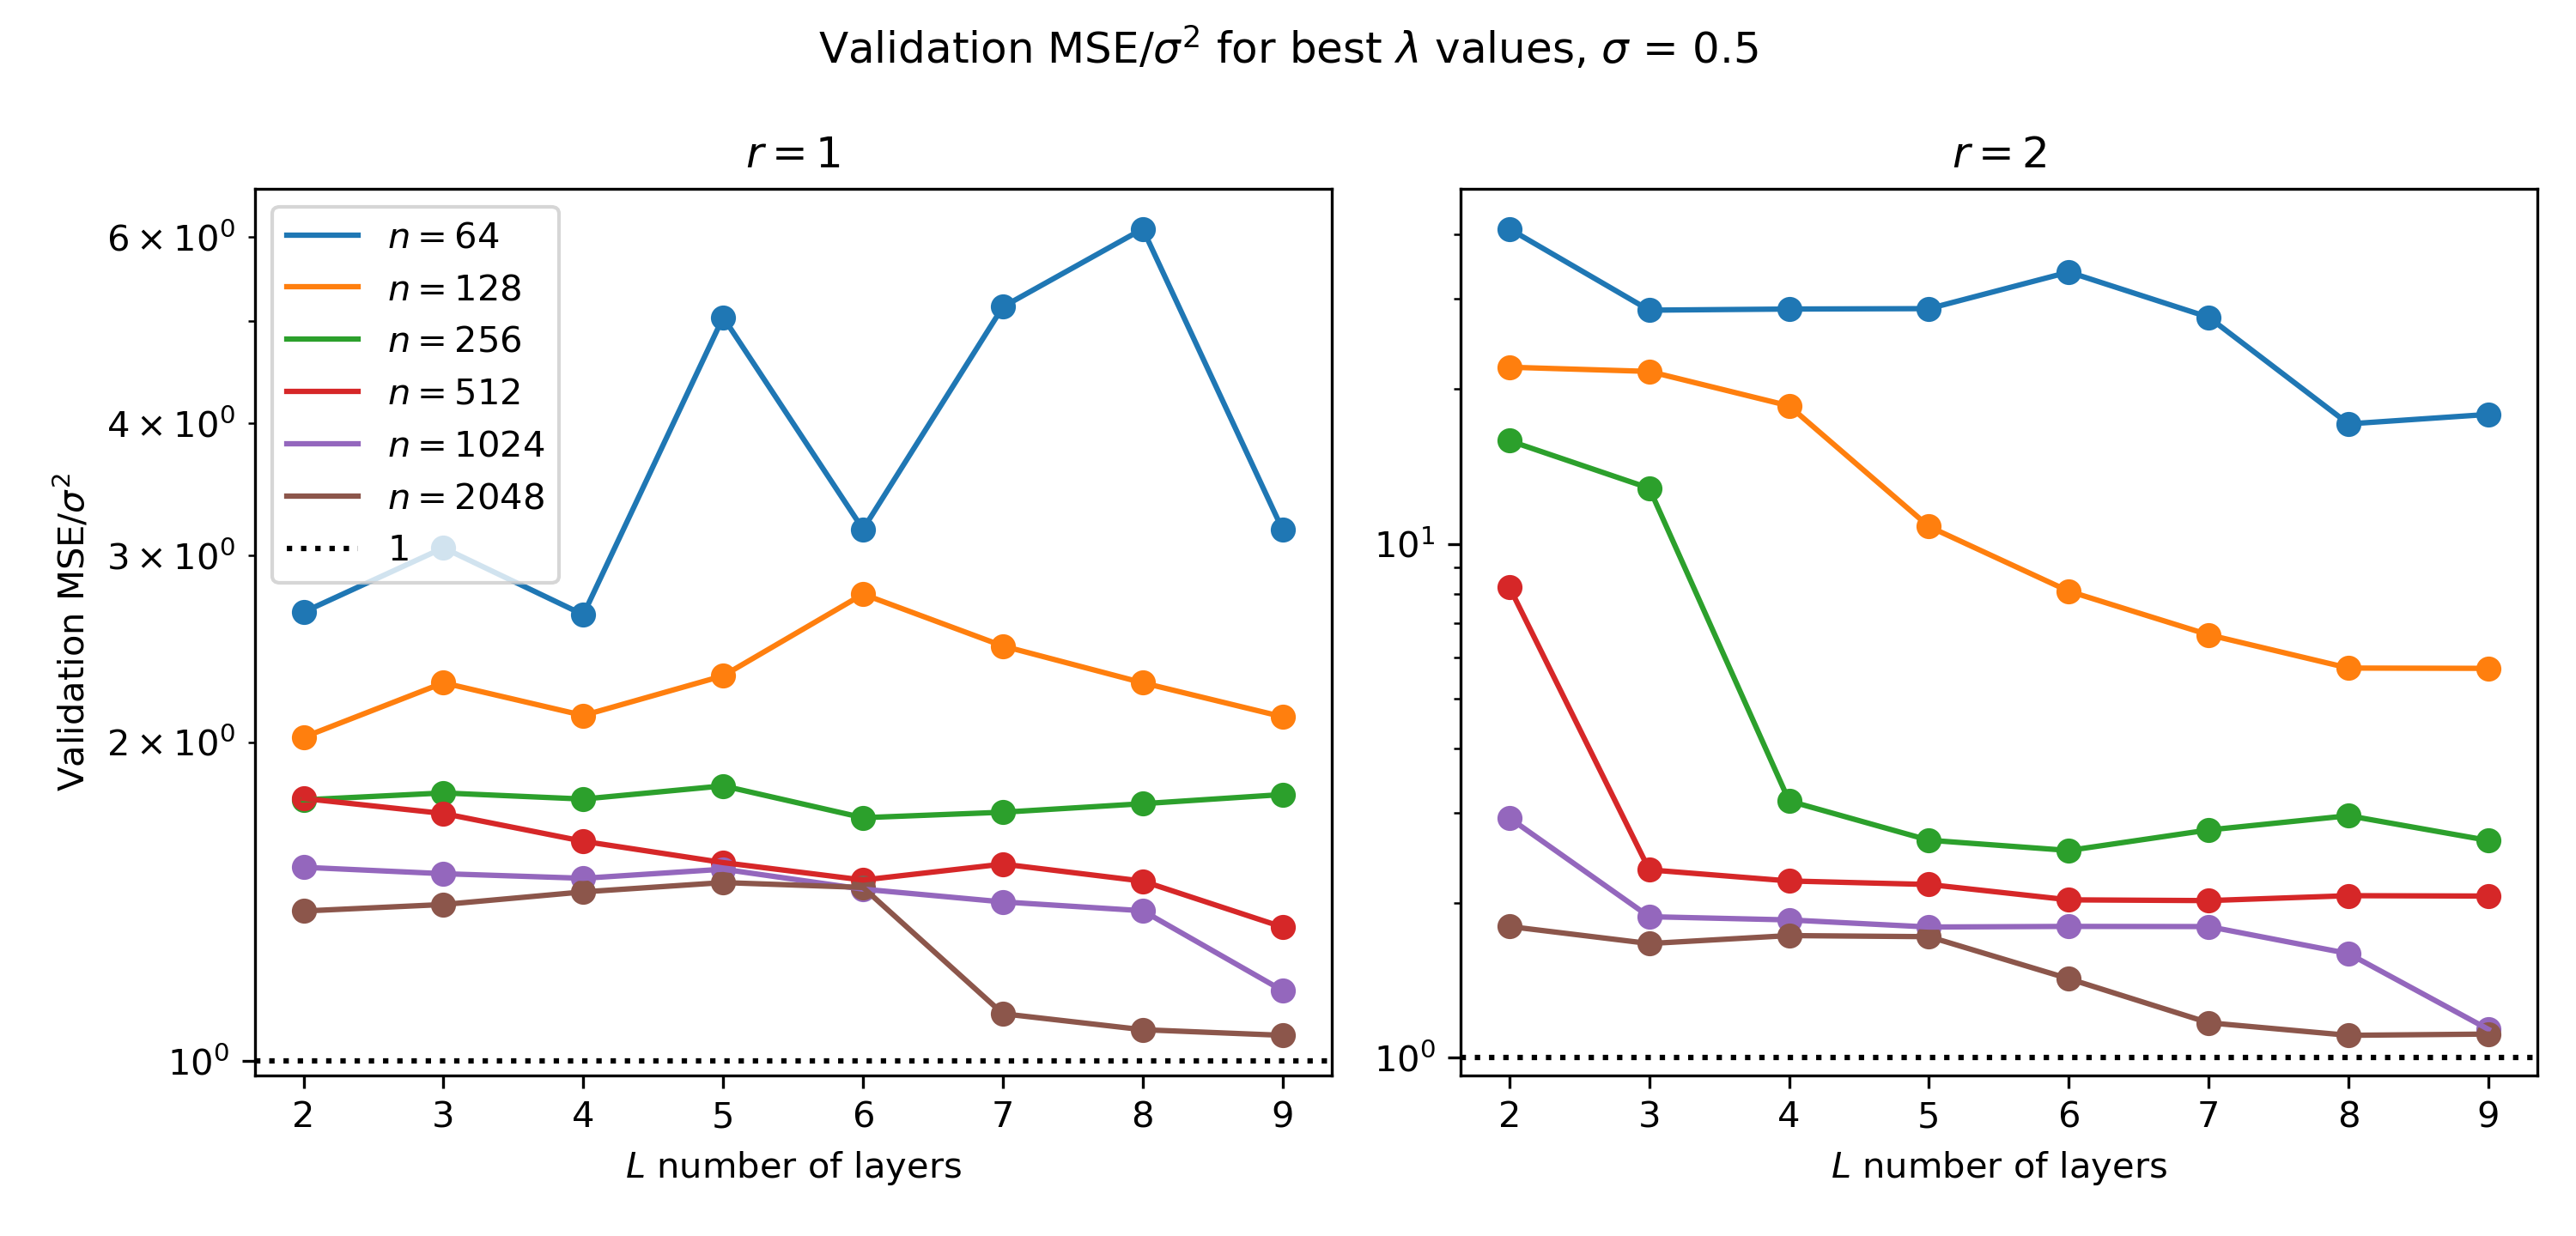 Validation MSE/σ² for best λ values, σ = 0.5
r = 1
6 × 10⁰
4 × 10⁰
3 × 10⁰
2 × 10⁰
10⁰
Validation MSE/σ²
n = 64
n = 128
n = 256
n = 512
n = 1024
n = 2048
1
2 3 4 5 6 7 8 9
L number of layers
r = 2
10¹
10⁰
2 3 4 5 6 7 8 9
L number of layers